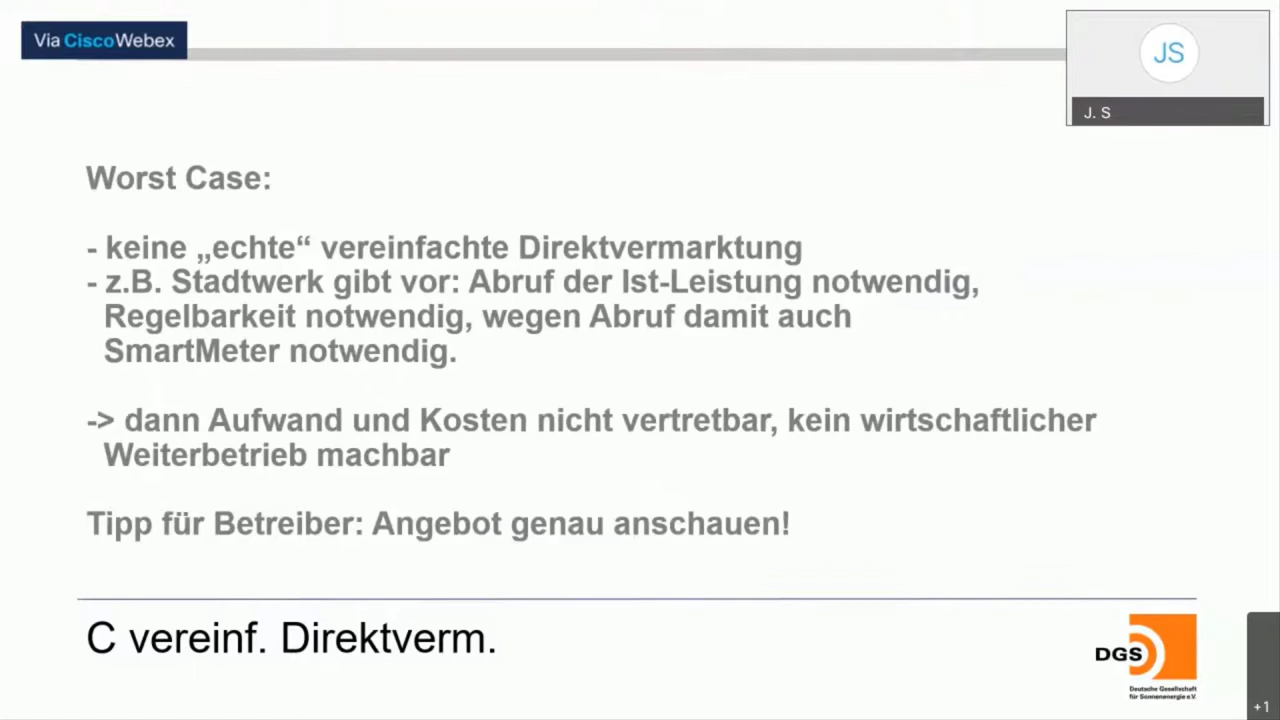 Via CiscoWebex
JS
J. S
Worst Case:
- keine „echte“ vereinfachte Direktvermarktung
- z.B. Stadtwerk gibt vor: Abruf der Ist-Leistung notwendig,
Regelbarkeit notwendig, wegen Abruf damit auch
SmartMeter notwendig.
-> dann Aufwand und Kosten nicht vertretbar, kein wirtschaftlicher
Weiterbetrieb machbar
Tipp für Betreiber: Angebot genau anschauen!
C vereinf. Direktverm.
DGS
Deutsche Gesellschaft
für Sonnenenergie e.V.
+1